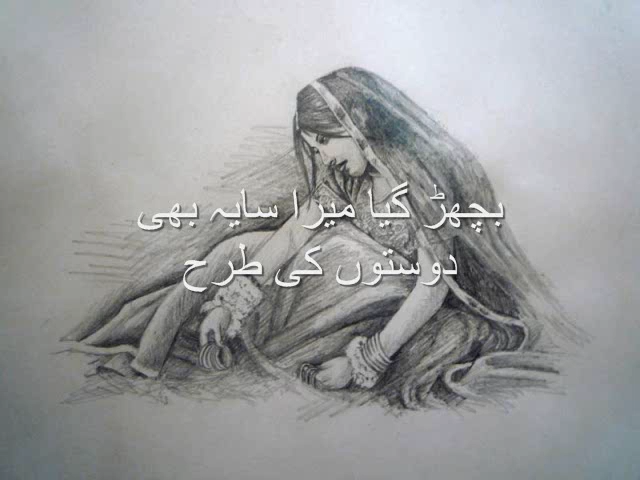 بچھڑ گیا میرا سایہ بھی
دوستوں کی طرح